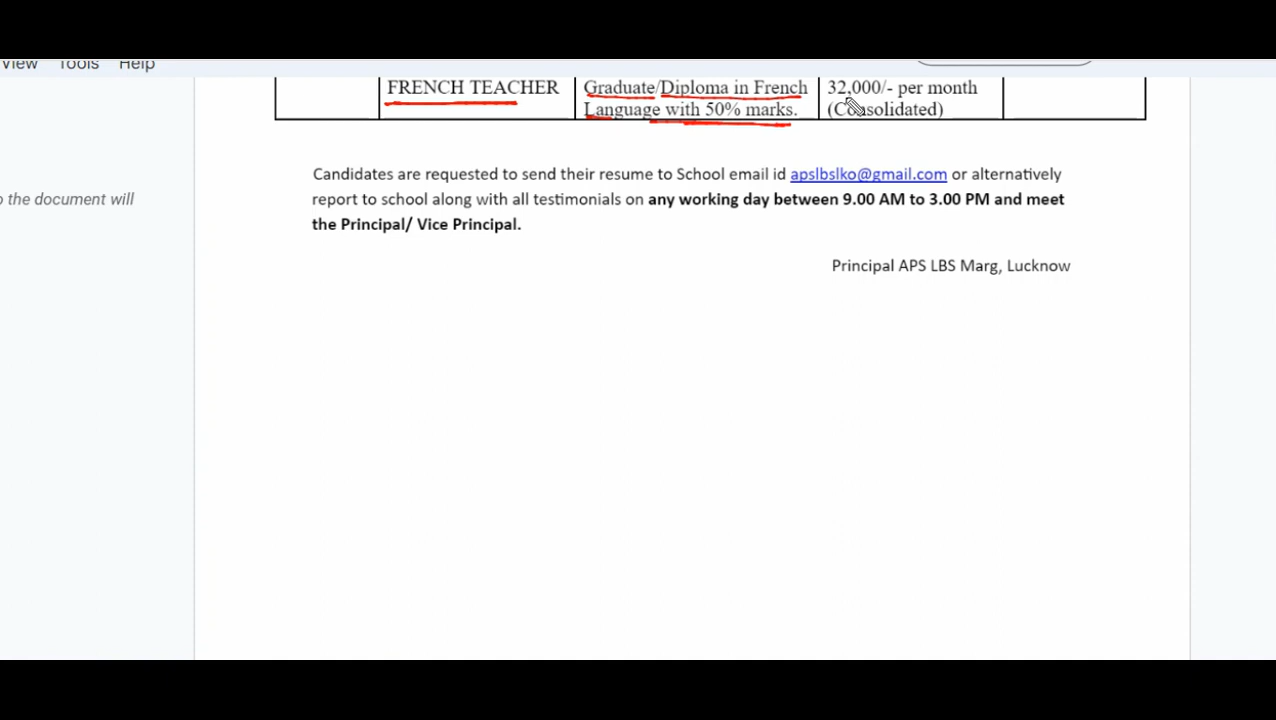 View Tools Help
FRENCH TEACHER Graduate/Diploma in French 32,000/- per month
Language with 50% marks. (Consolidated)
Candidates are requested to send their resume to School email id apslbslko@gmail.com or alternatively
o the document will
report to school along with all testimonials on any working day between 9.00 AM to 3.00 PM and meet
the Principal/ Vice Principal.
Principal APS LBS Marg, Lucknow